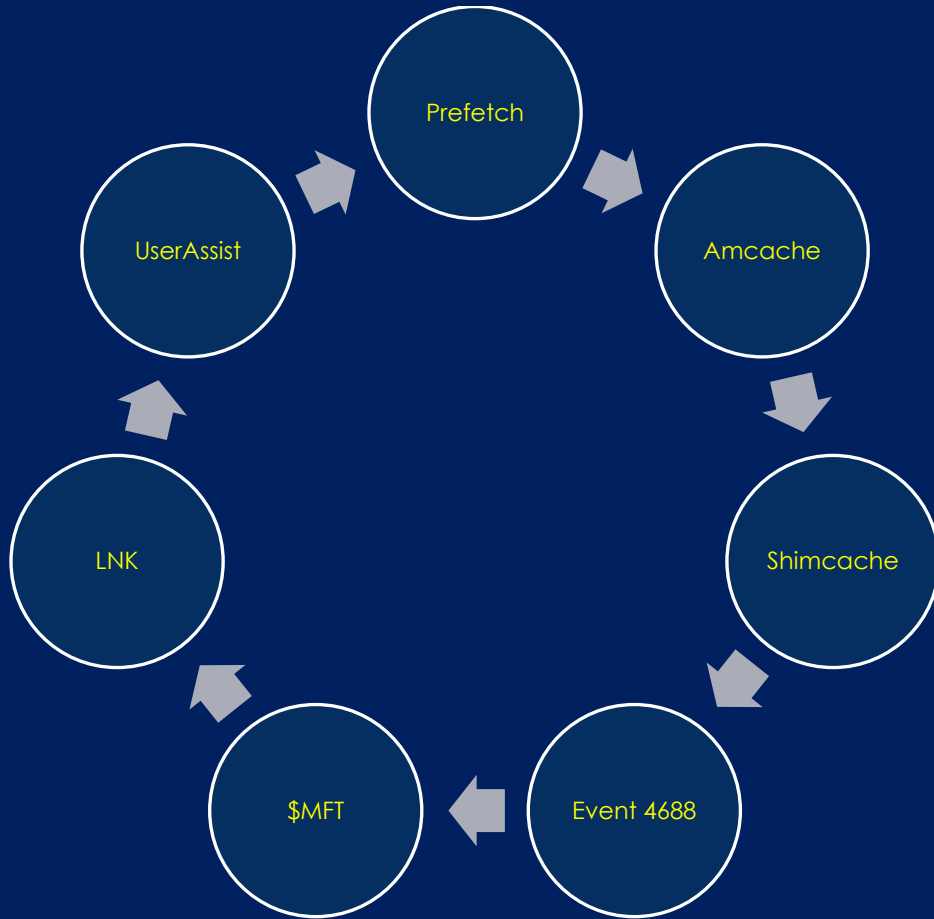 Prefetch
Amcache
Shimcache
Event 4688
$MFT
LNK
UserAssist